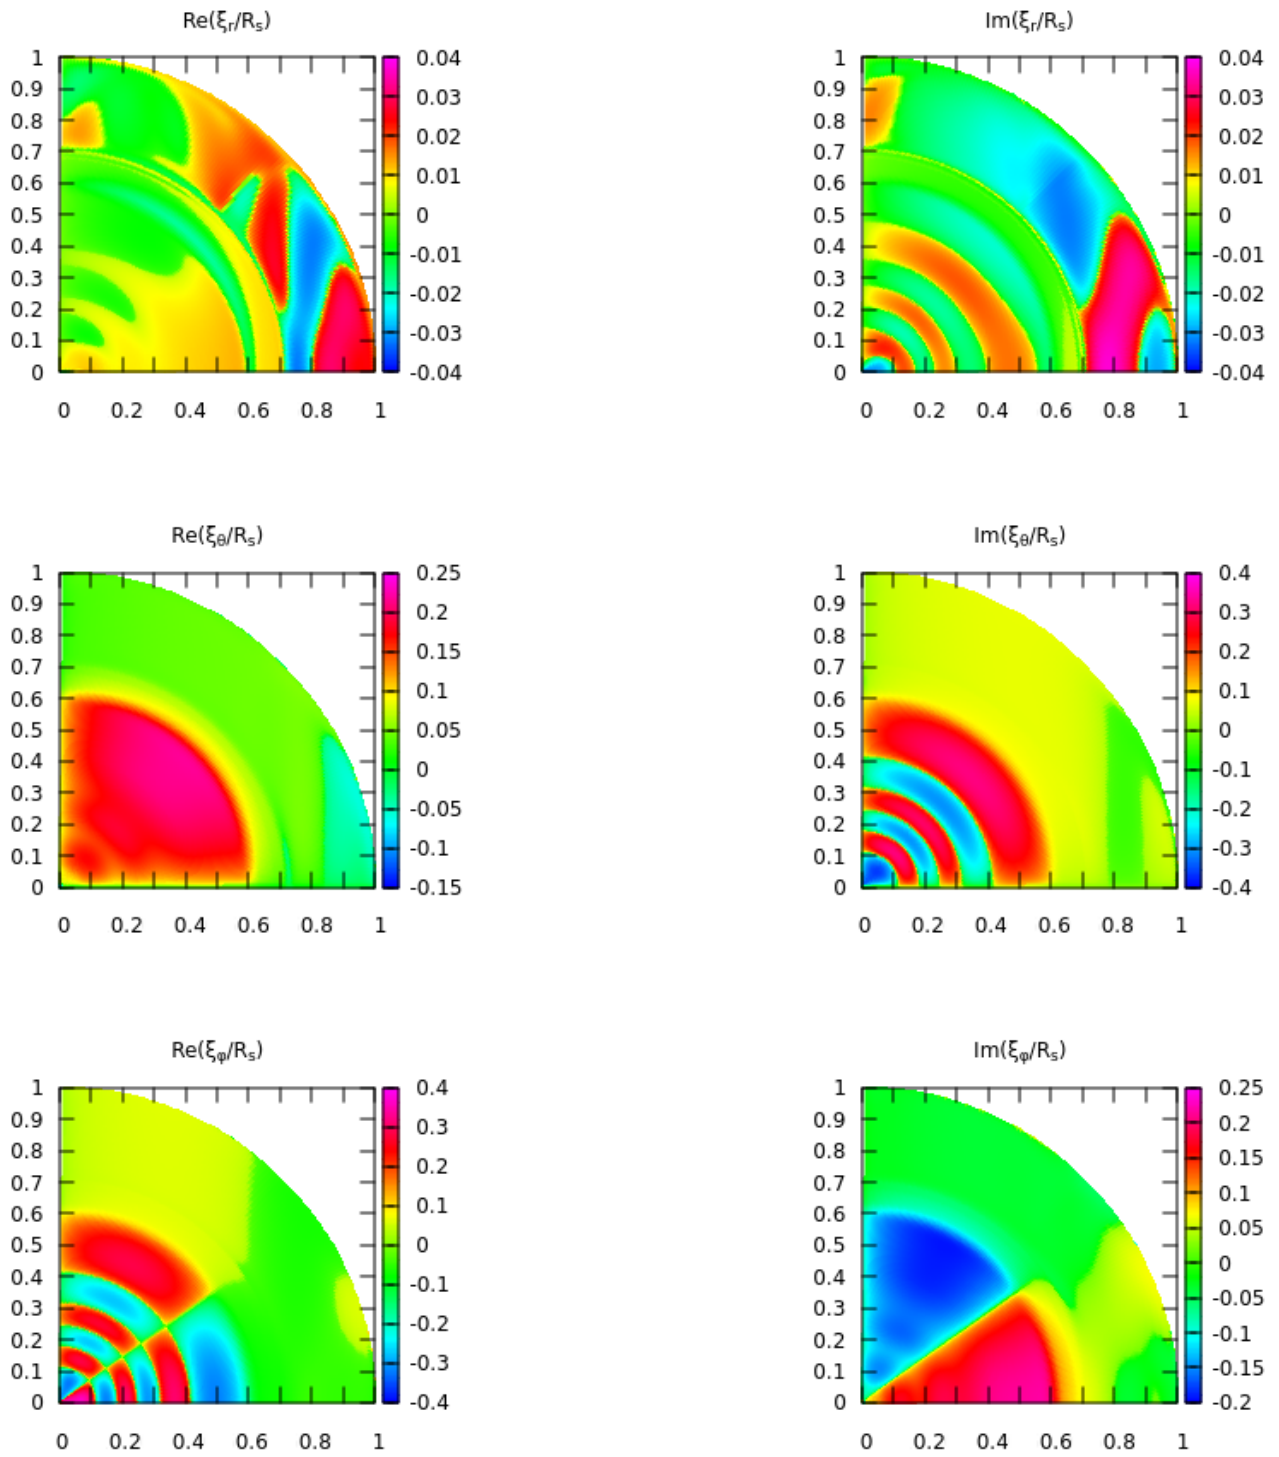 Re(ξr/Rs) Im(ξr/Rs)
1 0.04 1 0.04
0.9 0.03 0.9 0.03
0.8 0.02 0.8 0.02
0.7 0.01 0.7 0.01
0.6 0 0.6 0
0.5 -0.01 0.5 -0.01
0.4 -0.02 0.4 -0.02
0.3 -0.03 0.3 -0.03
0.2 -0.04 0.2 -0.04
0.1 0.1
0 0
0 0.2 0.4 0.6 0.8 1 0 0.2 0.4 0.6 0.8 1
Re(ξθ/Rs) Im(ξθ/Rs)
1 0.25 1 0.4
0.9 0.2 0.9 0.3
0.8 0.15 0.8 0.2
0.7 0.1 0.7 0.1
0.6 0.05 0.6 0
0.5 0 0.5 -0.1
0.4 -0.05 0.4 -0.2
0.3 -0.1 0.3 -0.3
0.2 -0.15 0.2 -0.4
0.1 0.1
0 0
0 0.2 0.4 0.6 0.8 1 0 0.2 0.4 0.6 0.8 1
Re(ξφ/Rs) Im(ξφ/Rs)
1 0.4 1 0.25
0.9 0.3 0.9 0.2
0.8 0.2 0.8 0.15
0.7 0.1 0.7 0.1
0.6 0 0.6 0.05
0.5 -0.1 0.5 0
0.4 -0.2 0.4 -0.05
0.3 -0.3 0.3 -0.1
0.2 -0.4 0.2 -0.15
0.1 0.1 -0.2
0 0
0 0.2 0.4 0.6 0.8 1 0 0.2 0.4 0.6 0.8 1